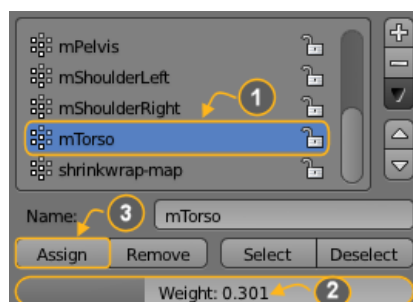 mPelvis
mShoulderLeft
mShoulderRight
1
mTorso
shrinkwrap-map
Name:
3
mTorso
Assign Remove Select Deselect
Weight: 0.301
2